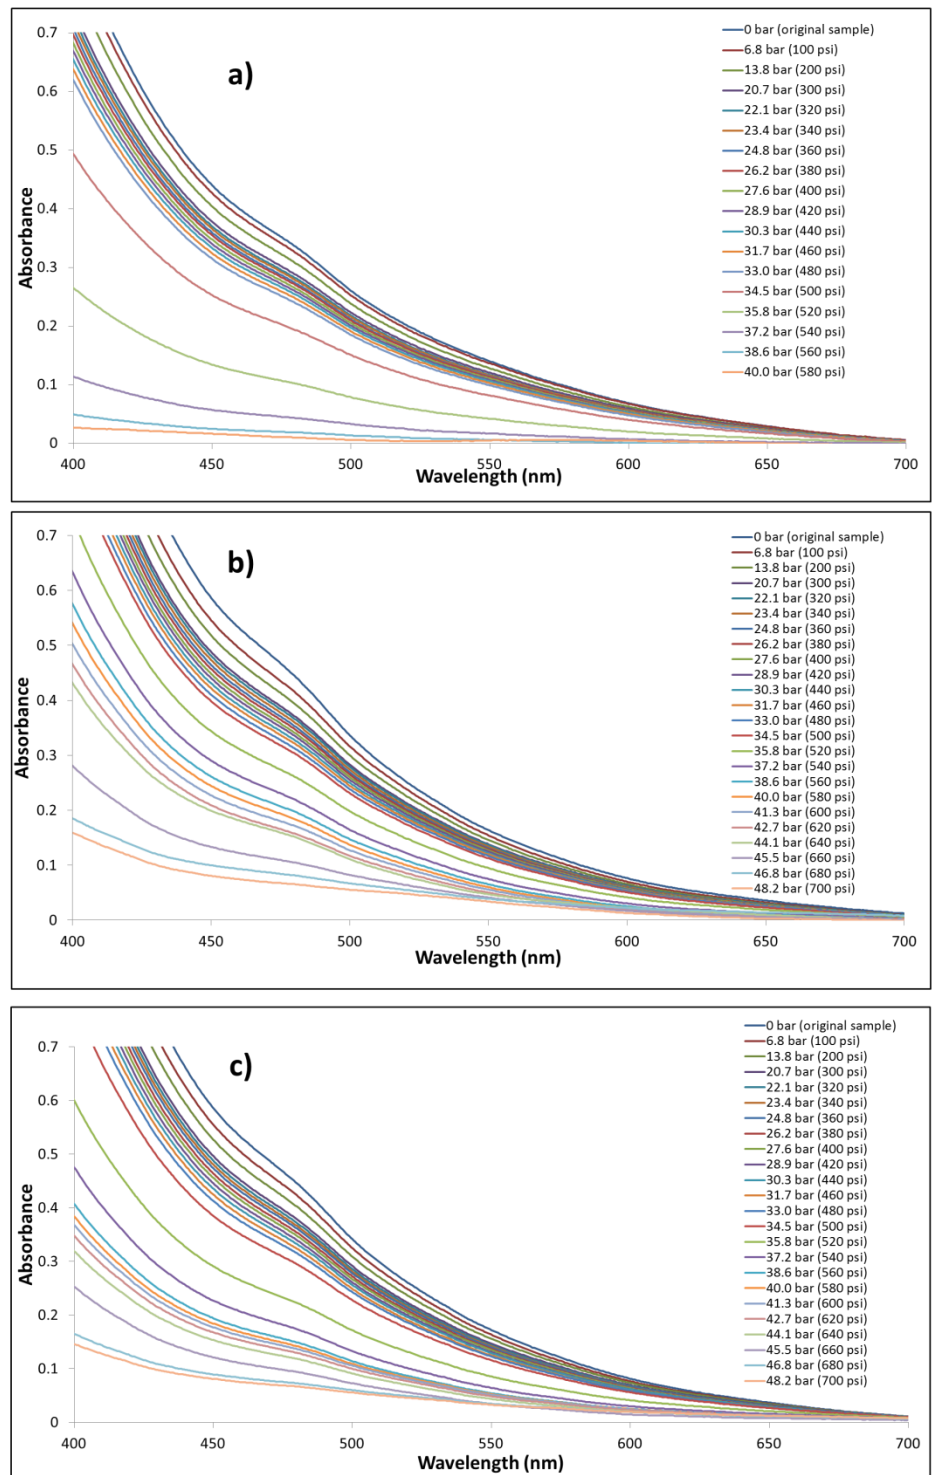 a)
Absorbance
0.7
0.6
0.5
0.4
0.3
0.2
0.1
0
400 450 500 550 600 650 700
Wavelength (nm)
0 bar (original sample)
6.8 bar (100 psi)
13.8 bar (200 psi)
20.7 bar (300 psi)
22.1 bar (320 psi)
23.4 bar (340 psi)
24.8 bar (360 psi)
26.2 bar (380 psi)
27.6 bar (400 psi)
28.9 bar (420 psi)
30.3 bar (440 psi)
31.7 bar (460 psi)
33.0 bar (480 psi)
34.5 bar (500 psi)
35.8 bar (520 psi)
37.2 bar (540 psi)
38.6 bar (560 psi)
40.0 bar (580 psi)
b)
Absorbance
0.7
0.6
0.5
0.4
0.3
0.2
0.1
0
400 450 500 550 600 650 700
Wavelength (nm)
0 bar (original sample)
6.8 bar (100 psi)
13.8 bar (200 psi)
20.7 bar (300 psi)
22.1 bar (320 psi)
23.4 bar (340 psi)
24.8 bar (360 psi)
26.2 bar (380 psi)
27.6 bar (400 psi)
28.9 bar (420 psi)
30.3 bar (440 psi)
31.7 bar (460 psi)
33.0 bar (480 psi)
34.5 bar (500 psi)
35.8 bar (520 psi)
37.2 bar (540 psi)
38.6 bar (560 psi)
40.0 bar (580 psi)
41.3 bar (600 psi)
42.7 bar (620 psi)
44.1 bar (640 psi)
45.5 bar (660 psi)
46.8 bar (680 psi)
48.2 bar (700 psi)
c)
Absorbance
0.7
0.6
0.5
0.4
0.3
0.2
0.1
0
400 450 500 550 600 650 700
Wavelength (nm)
0 bar (original sample)
6.8 bar (100 psi)
13.8 bar (200 psi)
20.7 bar (300 psi)
22.1 bar (320 psi)
23.4 bar (340 psi)
24.8 bar (360 psi)
26.2 bar (380 psi)
27.6 bar (400 psi)
28.9 bar (420 psi)
30.3 bar (440 psi)
31.7 bar (460 psi)
33.0 bar (480 psi)
34.5 bar (500 psi)
35.8 bar (520 psi)
37.2 bar (540 psi)
38.6 bar (560 psi)
40.0 bar (580 psi)
41.3 bar (600 psi)
42.7 bar (620 psi)
44.1 bar (640 psi)
45.5 bar (660 psi)
46.8 bar (680 psi)
48.2 bar (700 psi)